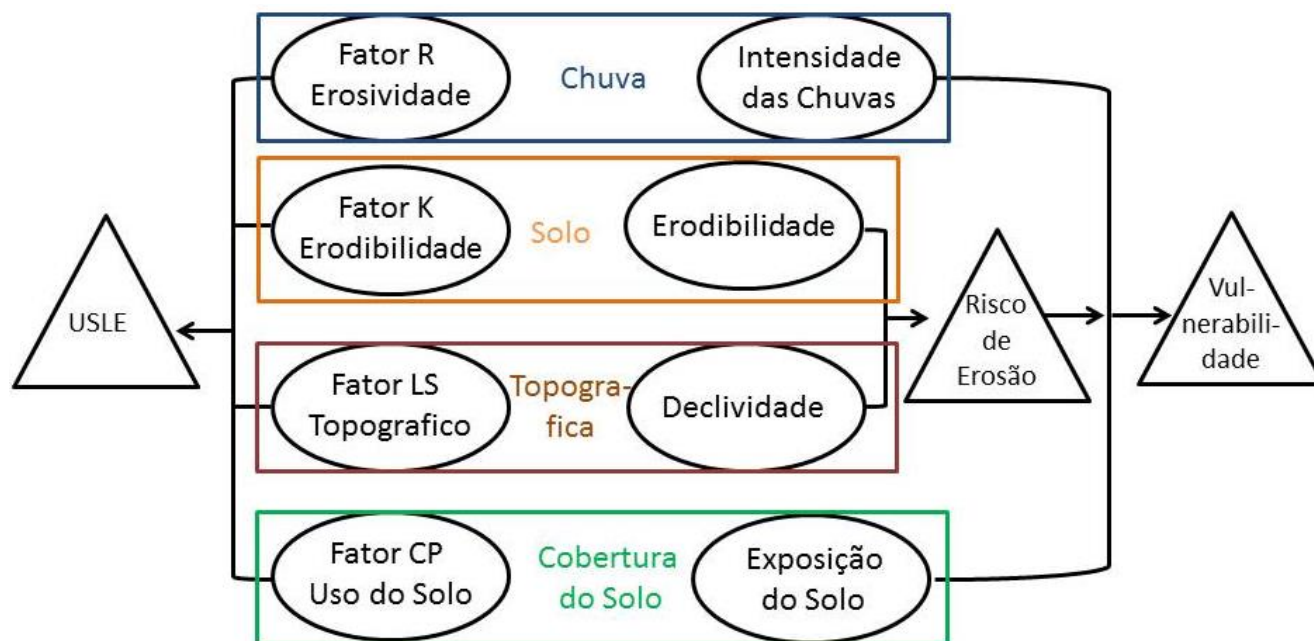 Fator R
Erosividade
Chuva
Intensidade
das Chuvas
Fator K
Erodibilidade
Solo
Erodibilidade
USLE
Risco
de
Erosão
Vul-
nerabili-
dade
Fator LS
Topografico
Topogra-
fica
Declividade
Fator CP
Uso do Solo
Cobertura
do Solo
Exposição
do Solo